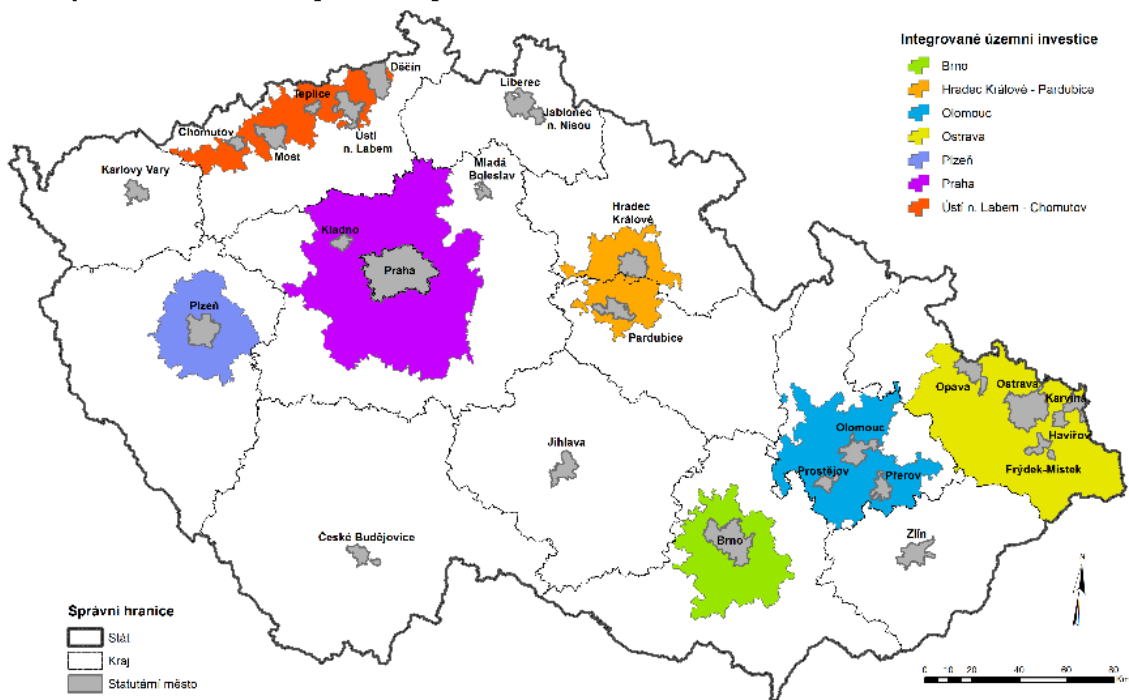 Integrované územní investice
Brno
Hradec Králové - Pardubice
Olomouc
Ostrava
Plzeň
Praha
Ústí n. Labem - Chomutov
Děčín
Teplice
Ústí
n. Labem
Chomutov
Most
Karlovy Vary
Liberec
Jablonec
n. Nisou
Mladá
Boleslav
Kladno
Praha
Hradec
Králové
Pardubice
Plzeň
Opava
Ostrava
Karviná
Havířov
Frýdek-Místek
Olomouc
Prostějov
Přerov
Jihlava
Brno
Zlín
České Budějovice
Správní hranice
Stát
Kraj
Statutární město
N
0 10 20 40 60 80
Km